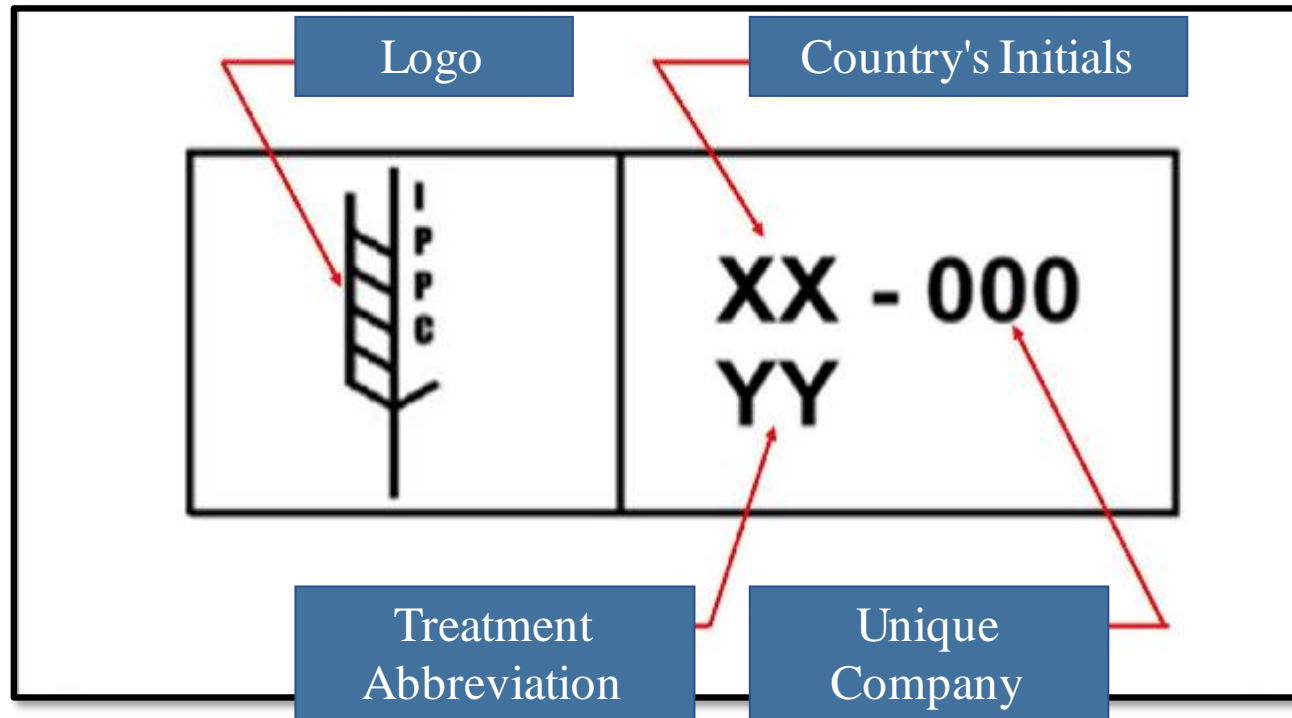 Logo
Country's Initials
I
P
P
C
XX - 000
YY
Treatment
Abbreviation
Unique
Company